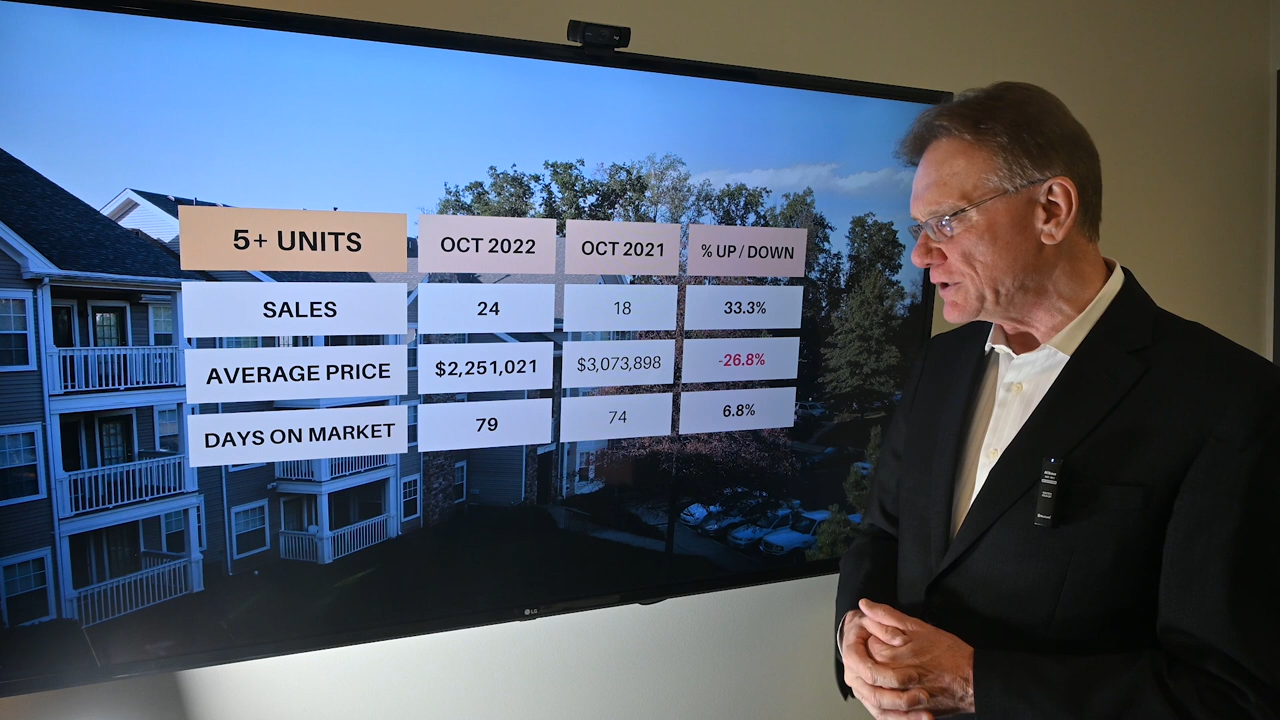 5+ UNITS OCT 2022 OCT 2021 % UP / DOWN
SALES 24 18 33.3%
AVERAGE PRICE $2,251,021 $3,073,898 -26.8%
DAYS ON MARKET 79 74 6.8%
LG